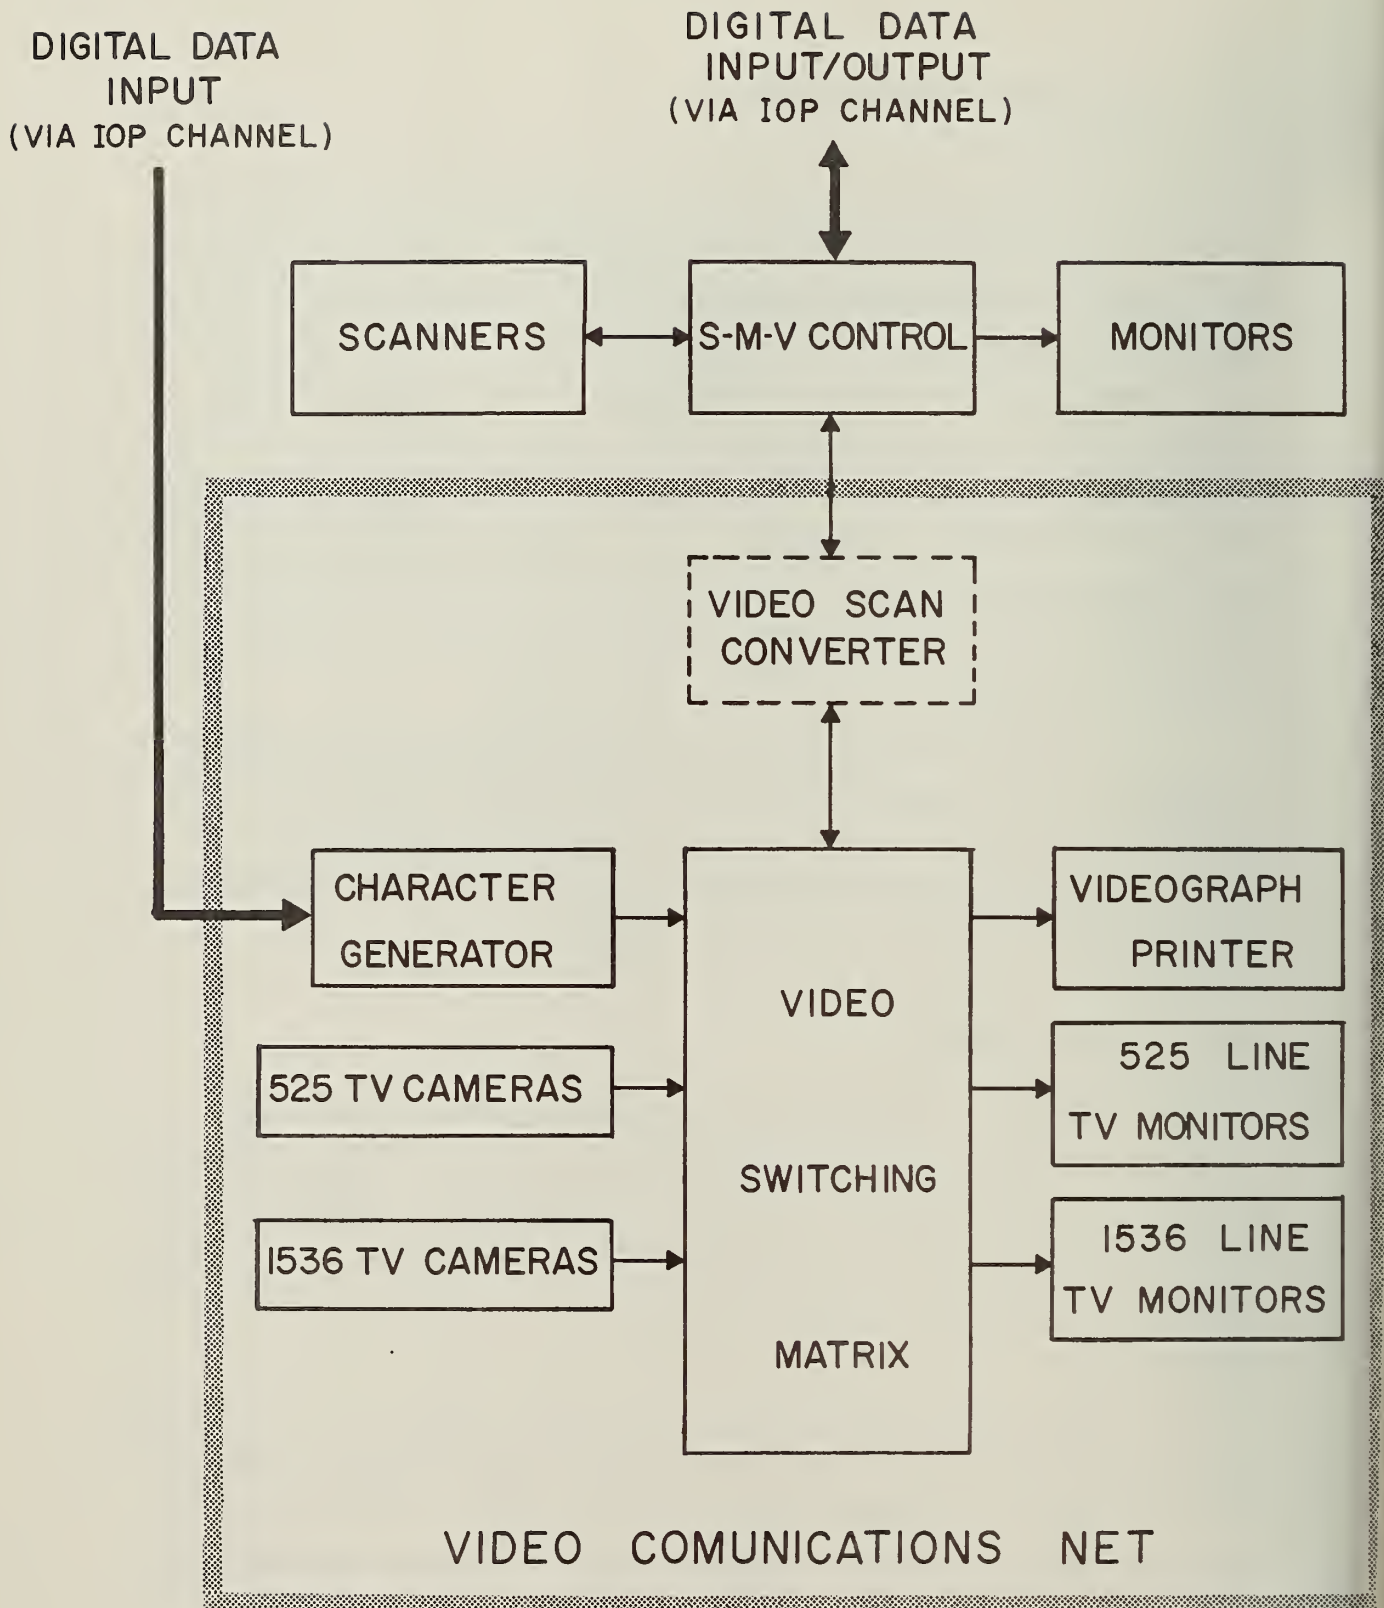 DIGITAL DATA
INPUT
(VIA IOP CHANNEL)
DIGITAL DATA
INPUT/OUTPUT
(VIA IOP CHANNEL)
SCANNERS
S-M-V CONTROL
MONITORS
VIDEO SCAN
CONVERTER
CHARACTER
GENERATOR
525 TV CAMERAS
1536 TV CAMERAS
VIDEO
SWITCHING
MATRIX
VIDEOGRAPH
PRINTER
525 LINE
TV MONITORS
1536 LINE
TV MONITORS
VIDEO COMUNICATIONS NET